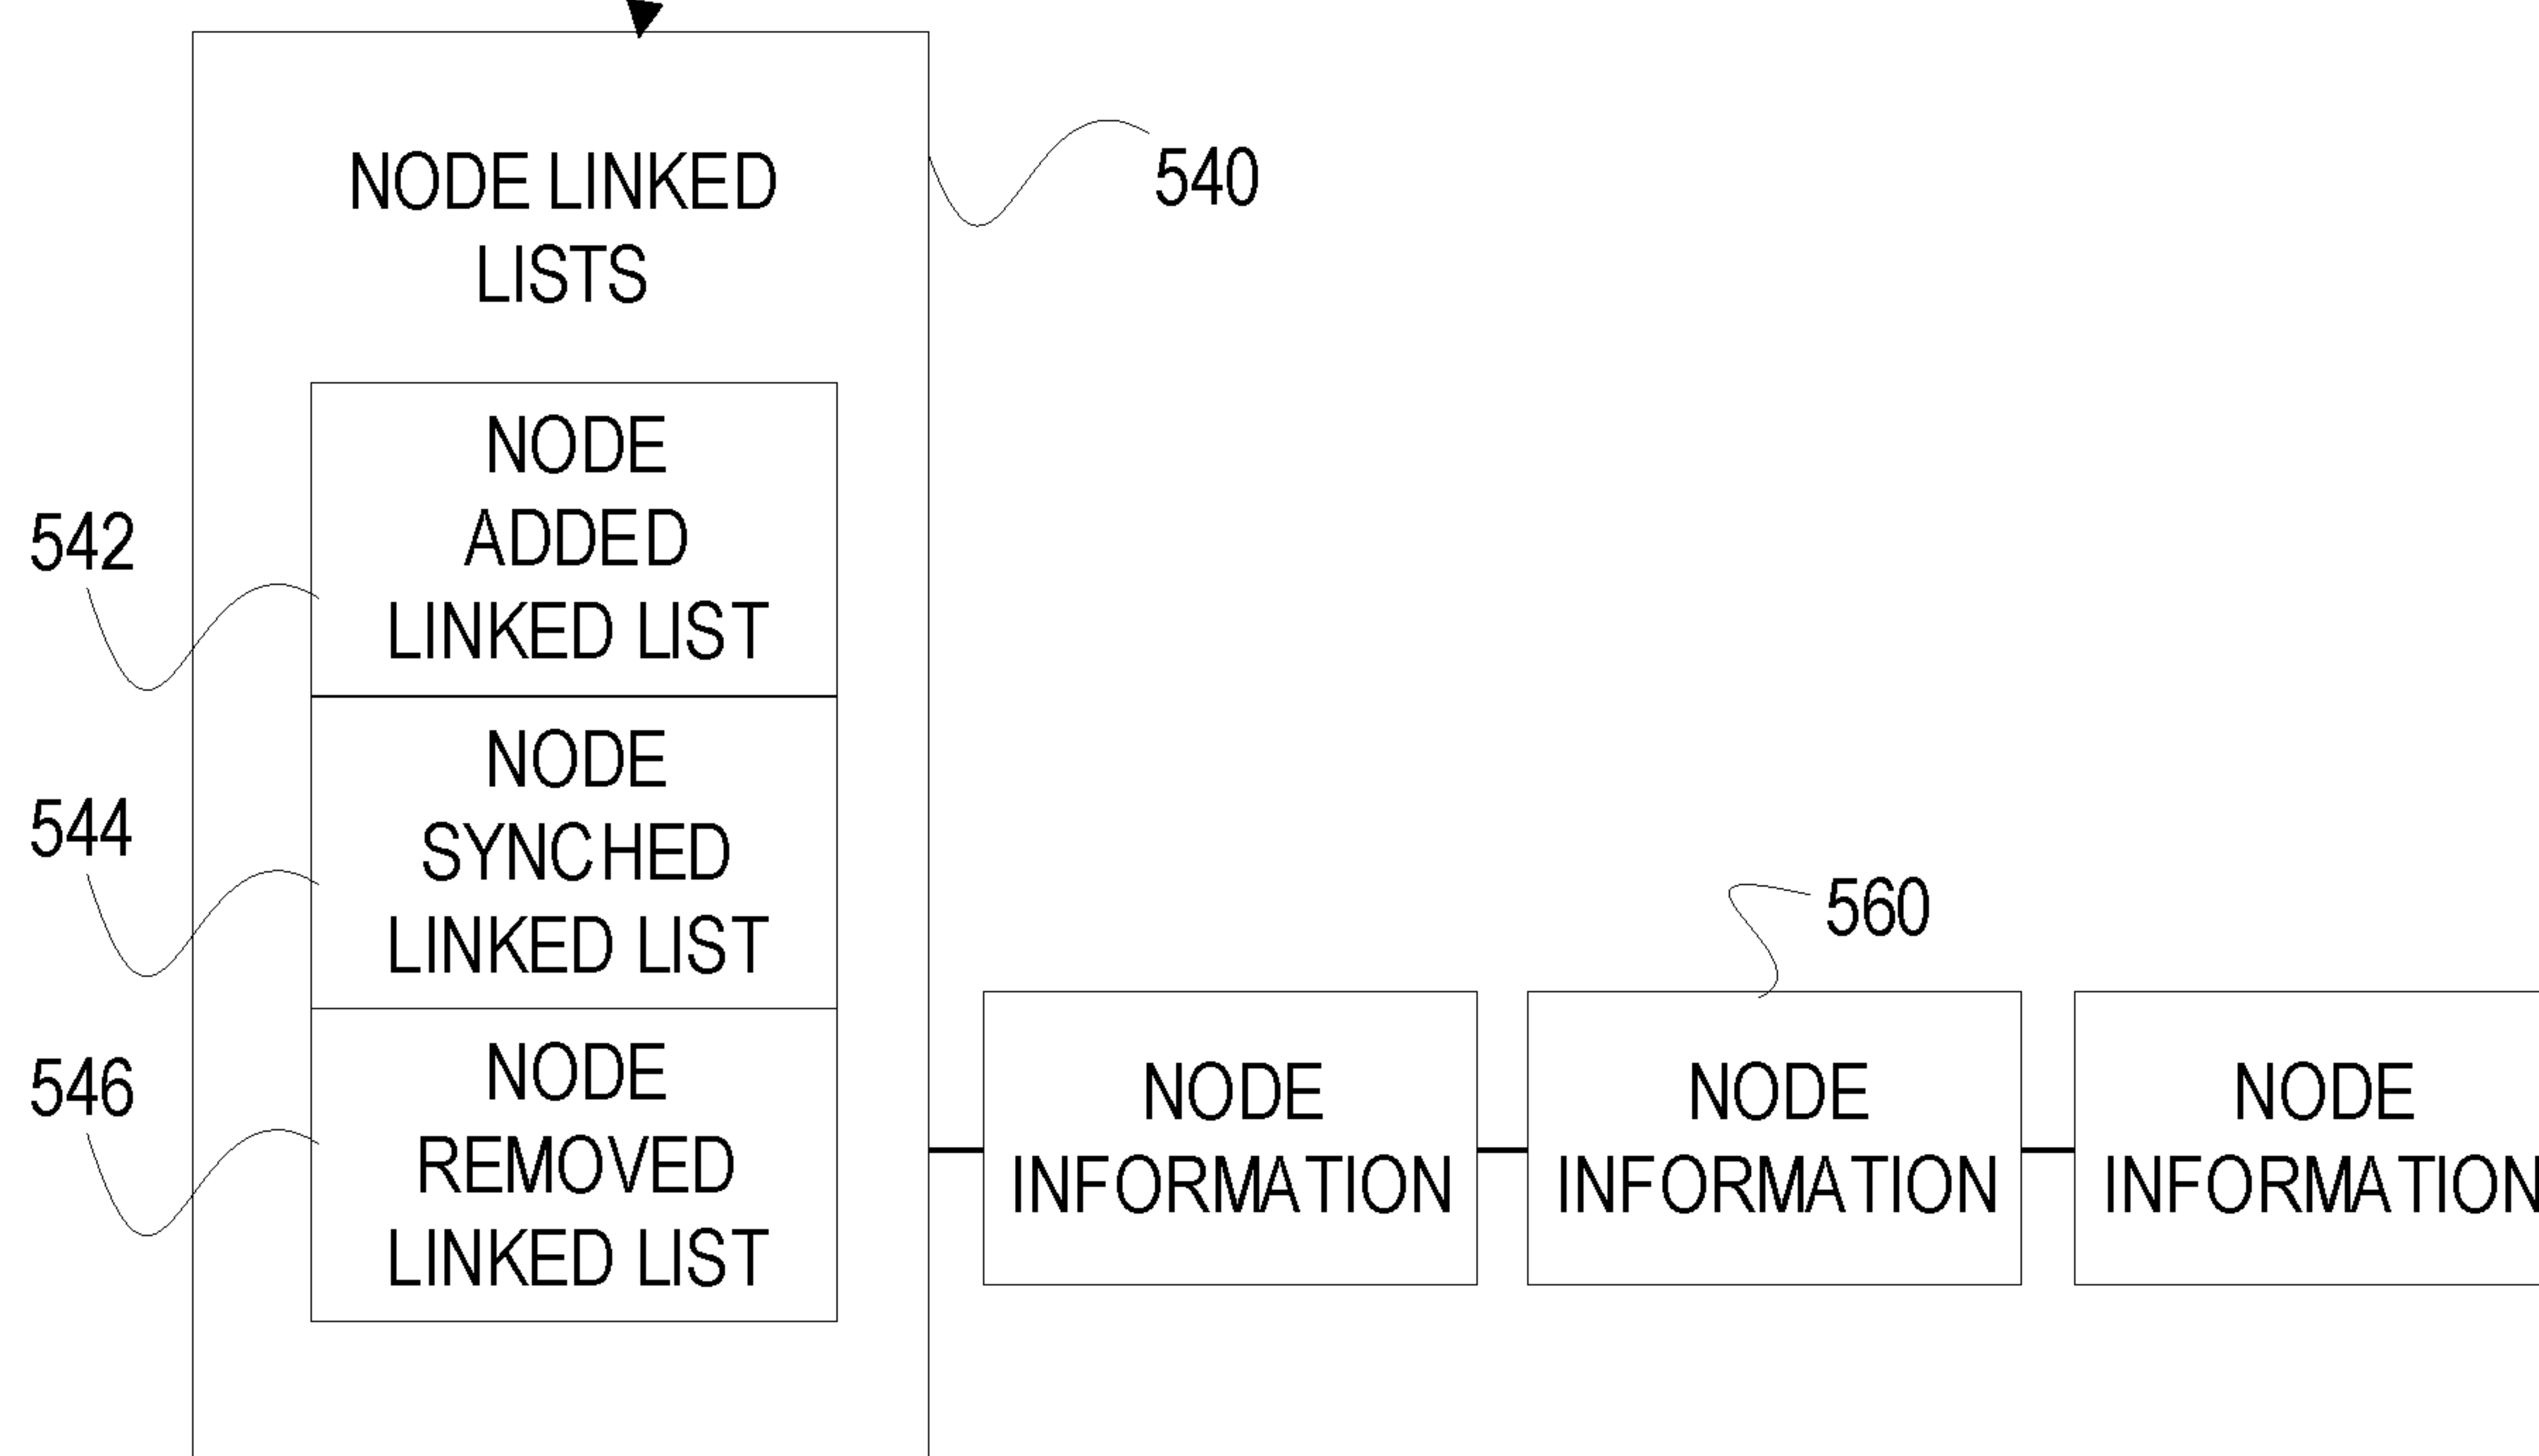 NODE LINKED
LISTS
540
NODE
ADDED
LINKED LIST
542
NODE
SYNCHED
LINKED LIST
544
NODE
REMOVED
LINKED LIST
546
560
NODE
INFORMATION
NODE
INFORMATION
NODE
INFORMATION